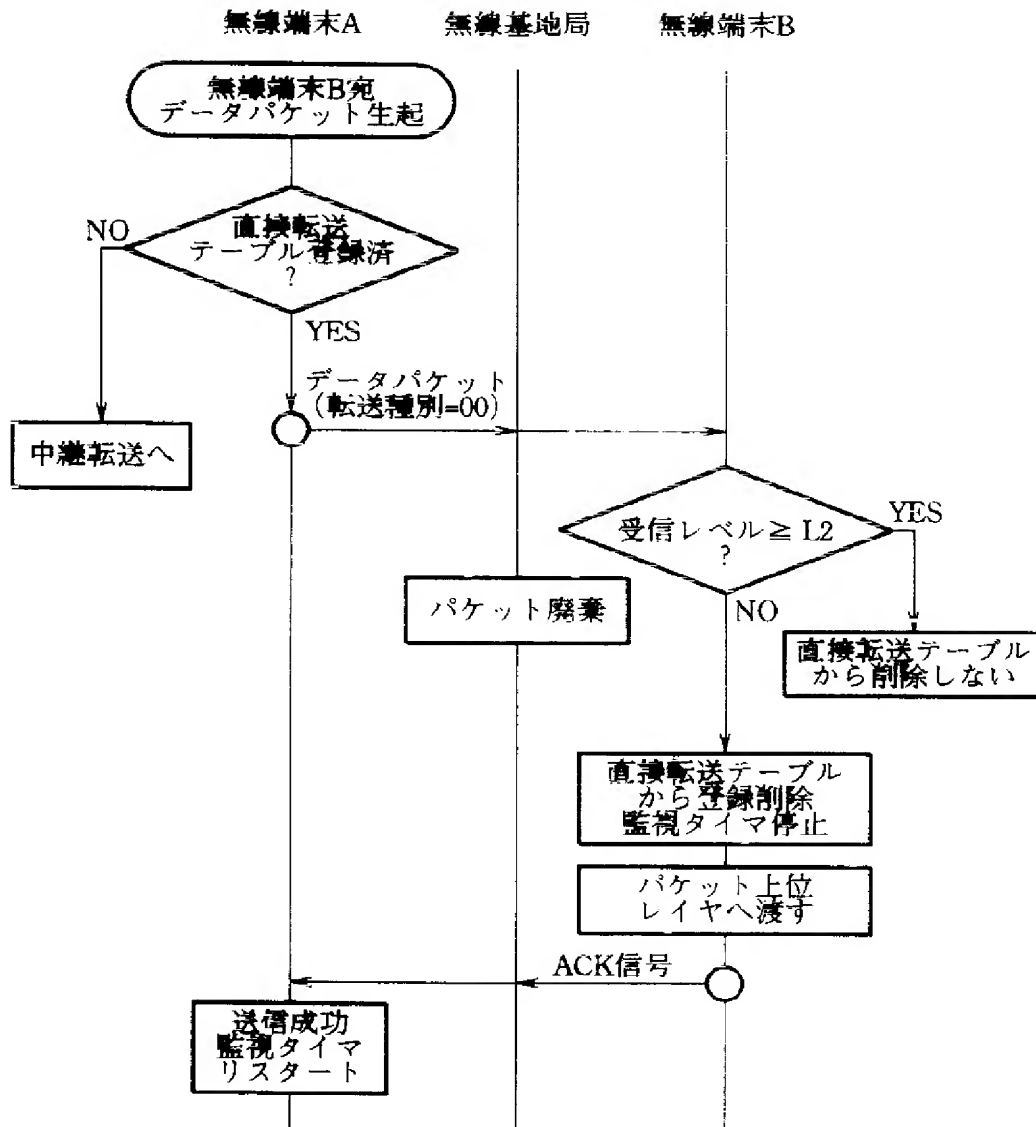 無線端末A
無線基地局
無線端末B
無線端末B宛
データパケット生起
直接転送
テーブル登録済
?
NO
YES
データパケット
(転送種別=00)
中継転送へ
受信レベル≧L2
?
YES
NO
パケット廃棄
直接転送テーブル
から削除しない
直接転送テーブル
から登録削除
監視タイマ停止
パケット上位
レイヤへ渡す
ACK信号
送信成功
監視タイマ
リスタート